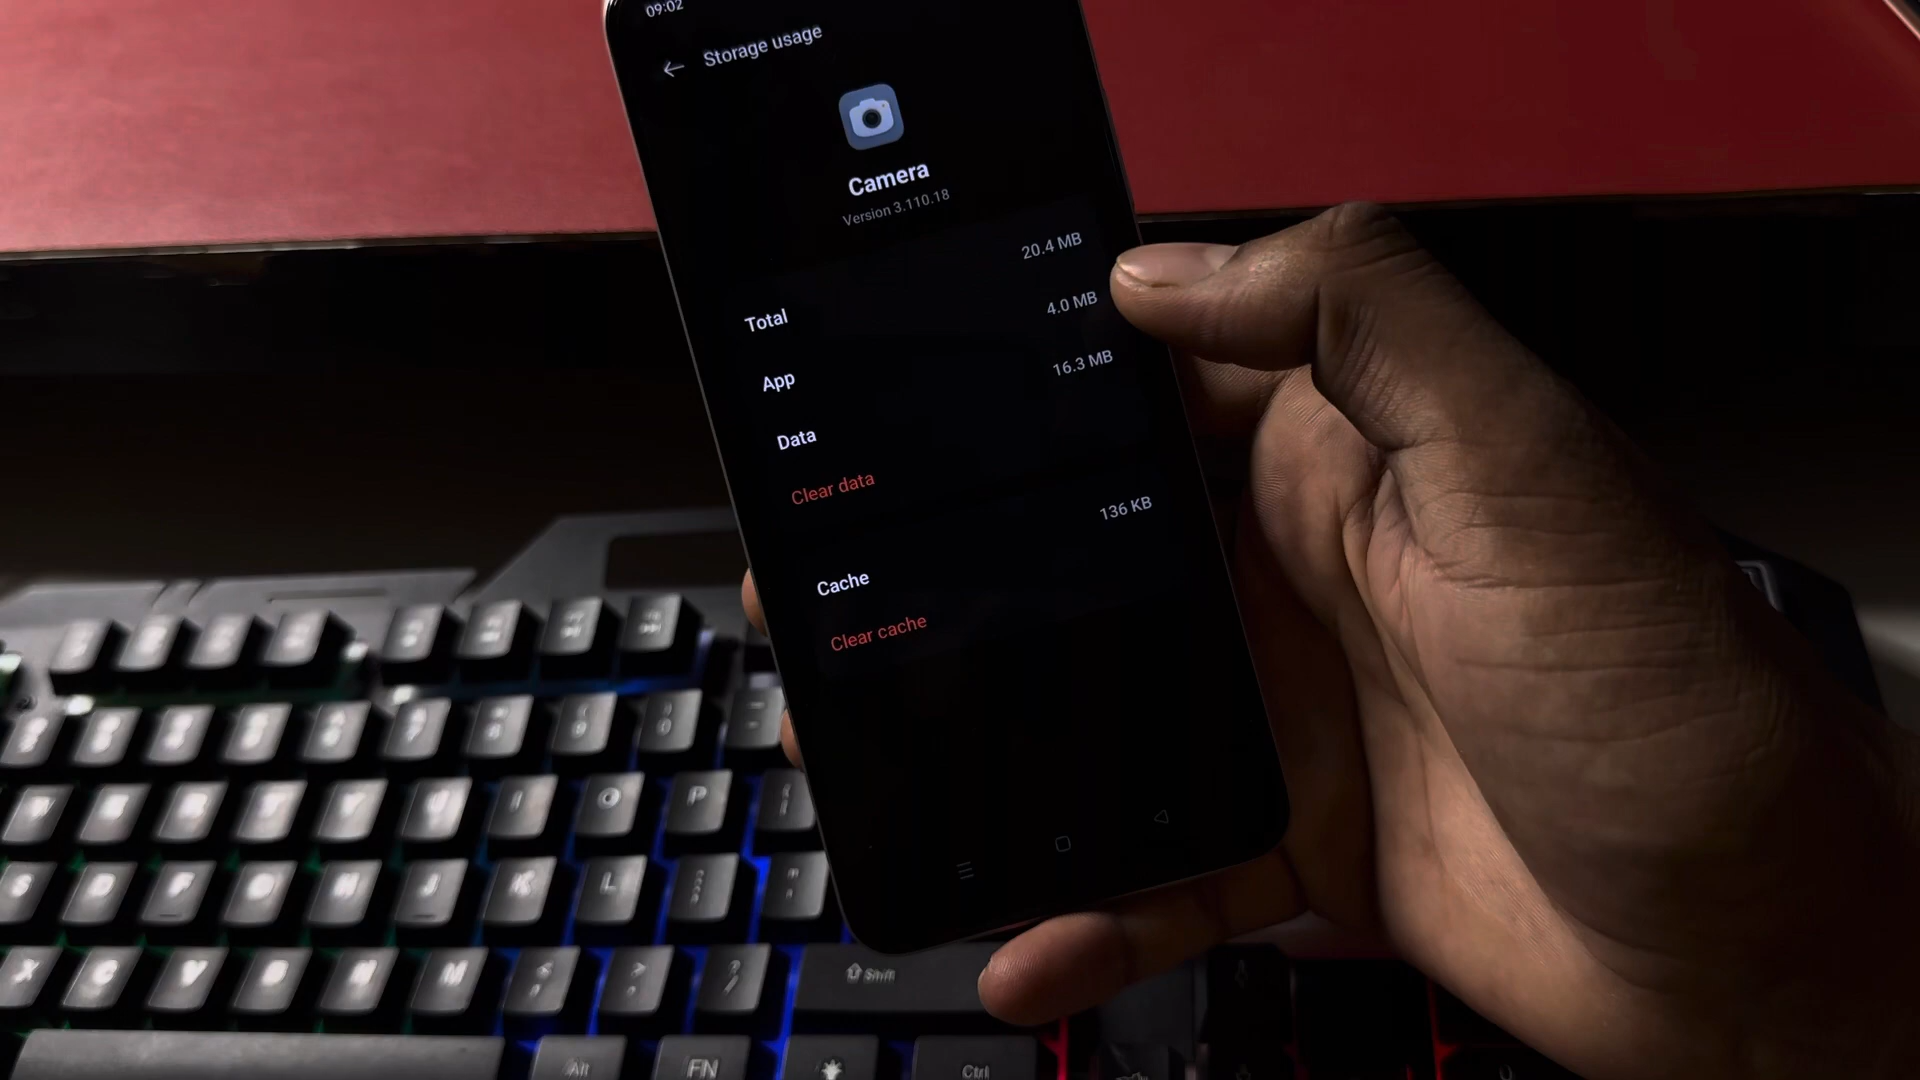 09:02
Storage usage
Camera
Version 3.110.18
Total 20.4 MB
App 4.0 MB
Data 16.3 MB
Clear data
Cache 136 KB
Clear cache
I O P
J K L
X C V M < > ?
Shift
Alt FN Ctrl